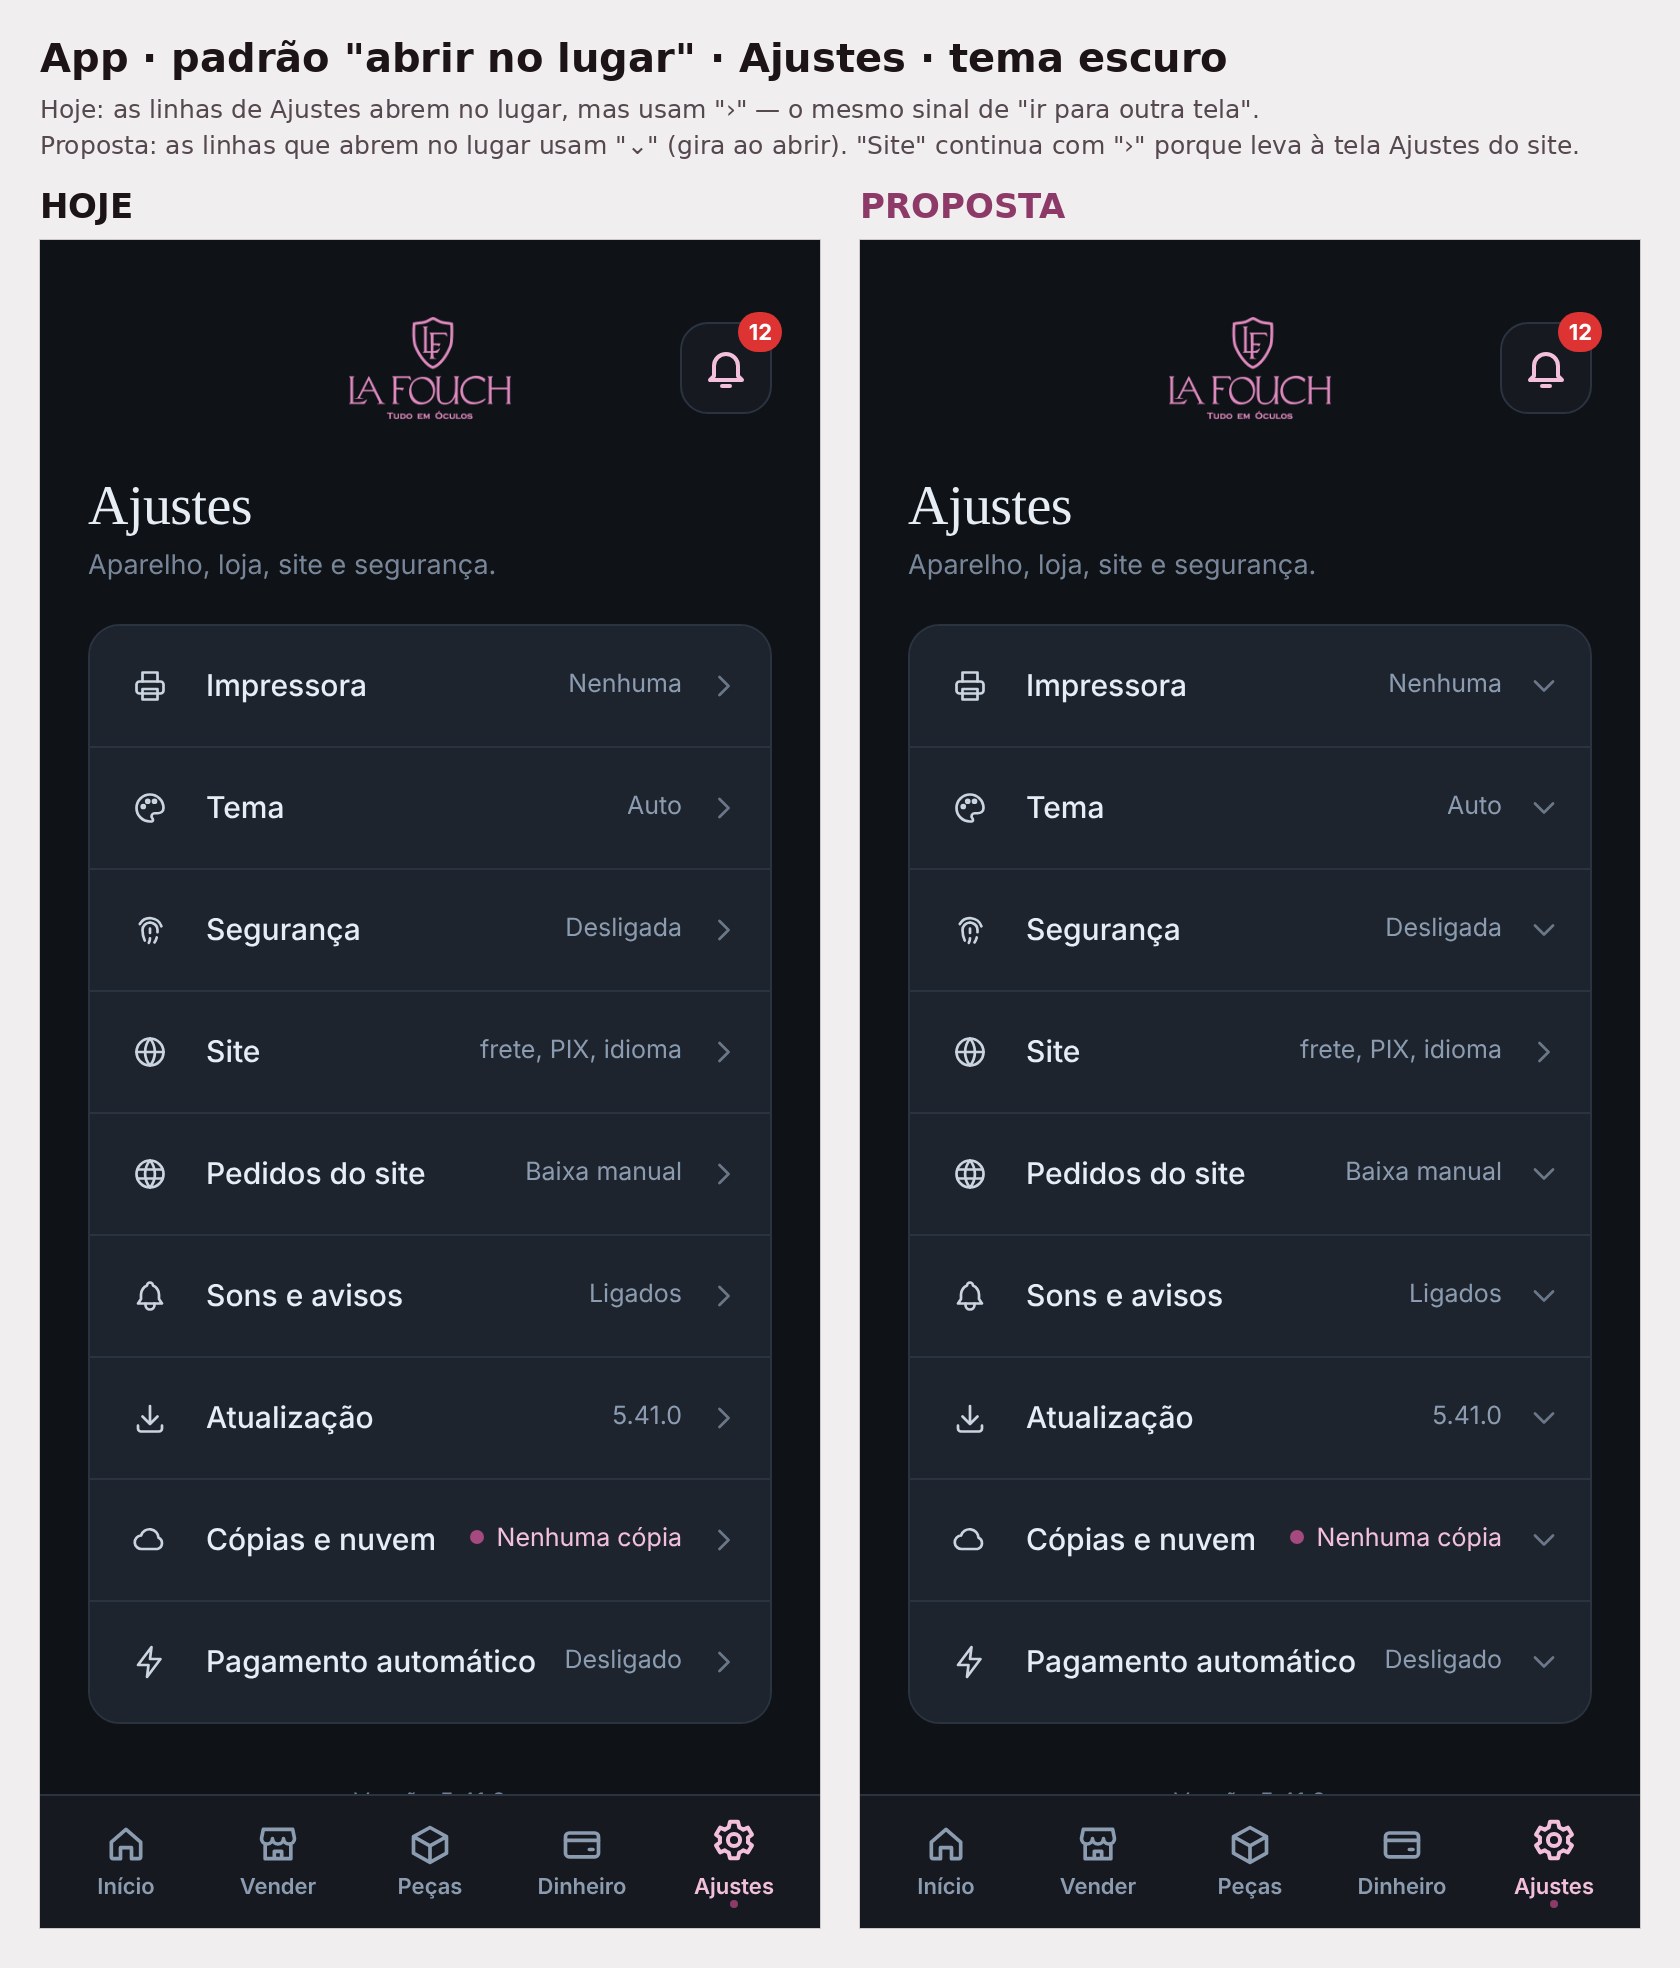 App · padrão "abrir no lugar" · Ajustes · tema escuro
Hoje: as linhas de Ajustes abrem no lugar, mas usam "›" — o mesmo sinal de "ir para outra tela".
Proposta: as linhas que abrem no lugar usam "⌄" (gira ao abrir). "Site" continua com "›" porque leva à tela Ajustes do site.
HOJE
LF
LA FOUCH
TUDO EM ÓCULOS
12
Ajustes
Aparelho, loja, site e segurança.
Impressora Nenhuma
Tema Auto
Segurança Desligada
Site frete, PIX, idioma
Pedidos do site Baixa manual
Sons e avisos Ligados
Atualização 5.41.0
Cópias e nuvem Nenhuma cópia
Pagamento automático Desligado
Início Vender Peças Dinheiro Ajustes
PROPOSTA
LF
LA FOUCH
TUDO EM ÓCULOS
12
Ajustes
Aparelho, loja, site e segurança.
Impressora Nenhuma
Tema Auto
Segurança Desligada
Site frete, PIX, idioma
Pedidos do site Baixa manual
Sons e avisos Ligados
Atualização 5.41.0
Cópias e nuvem Nenhuma cópia
Pagamento automático Desligado
Início Vender Peças Dinheiro Ajustes